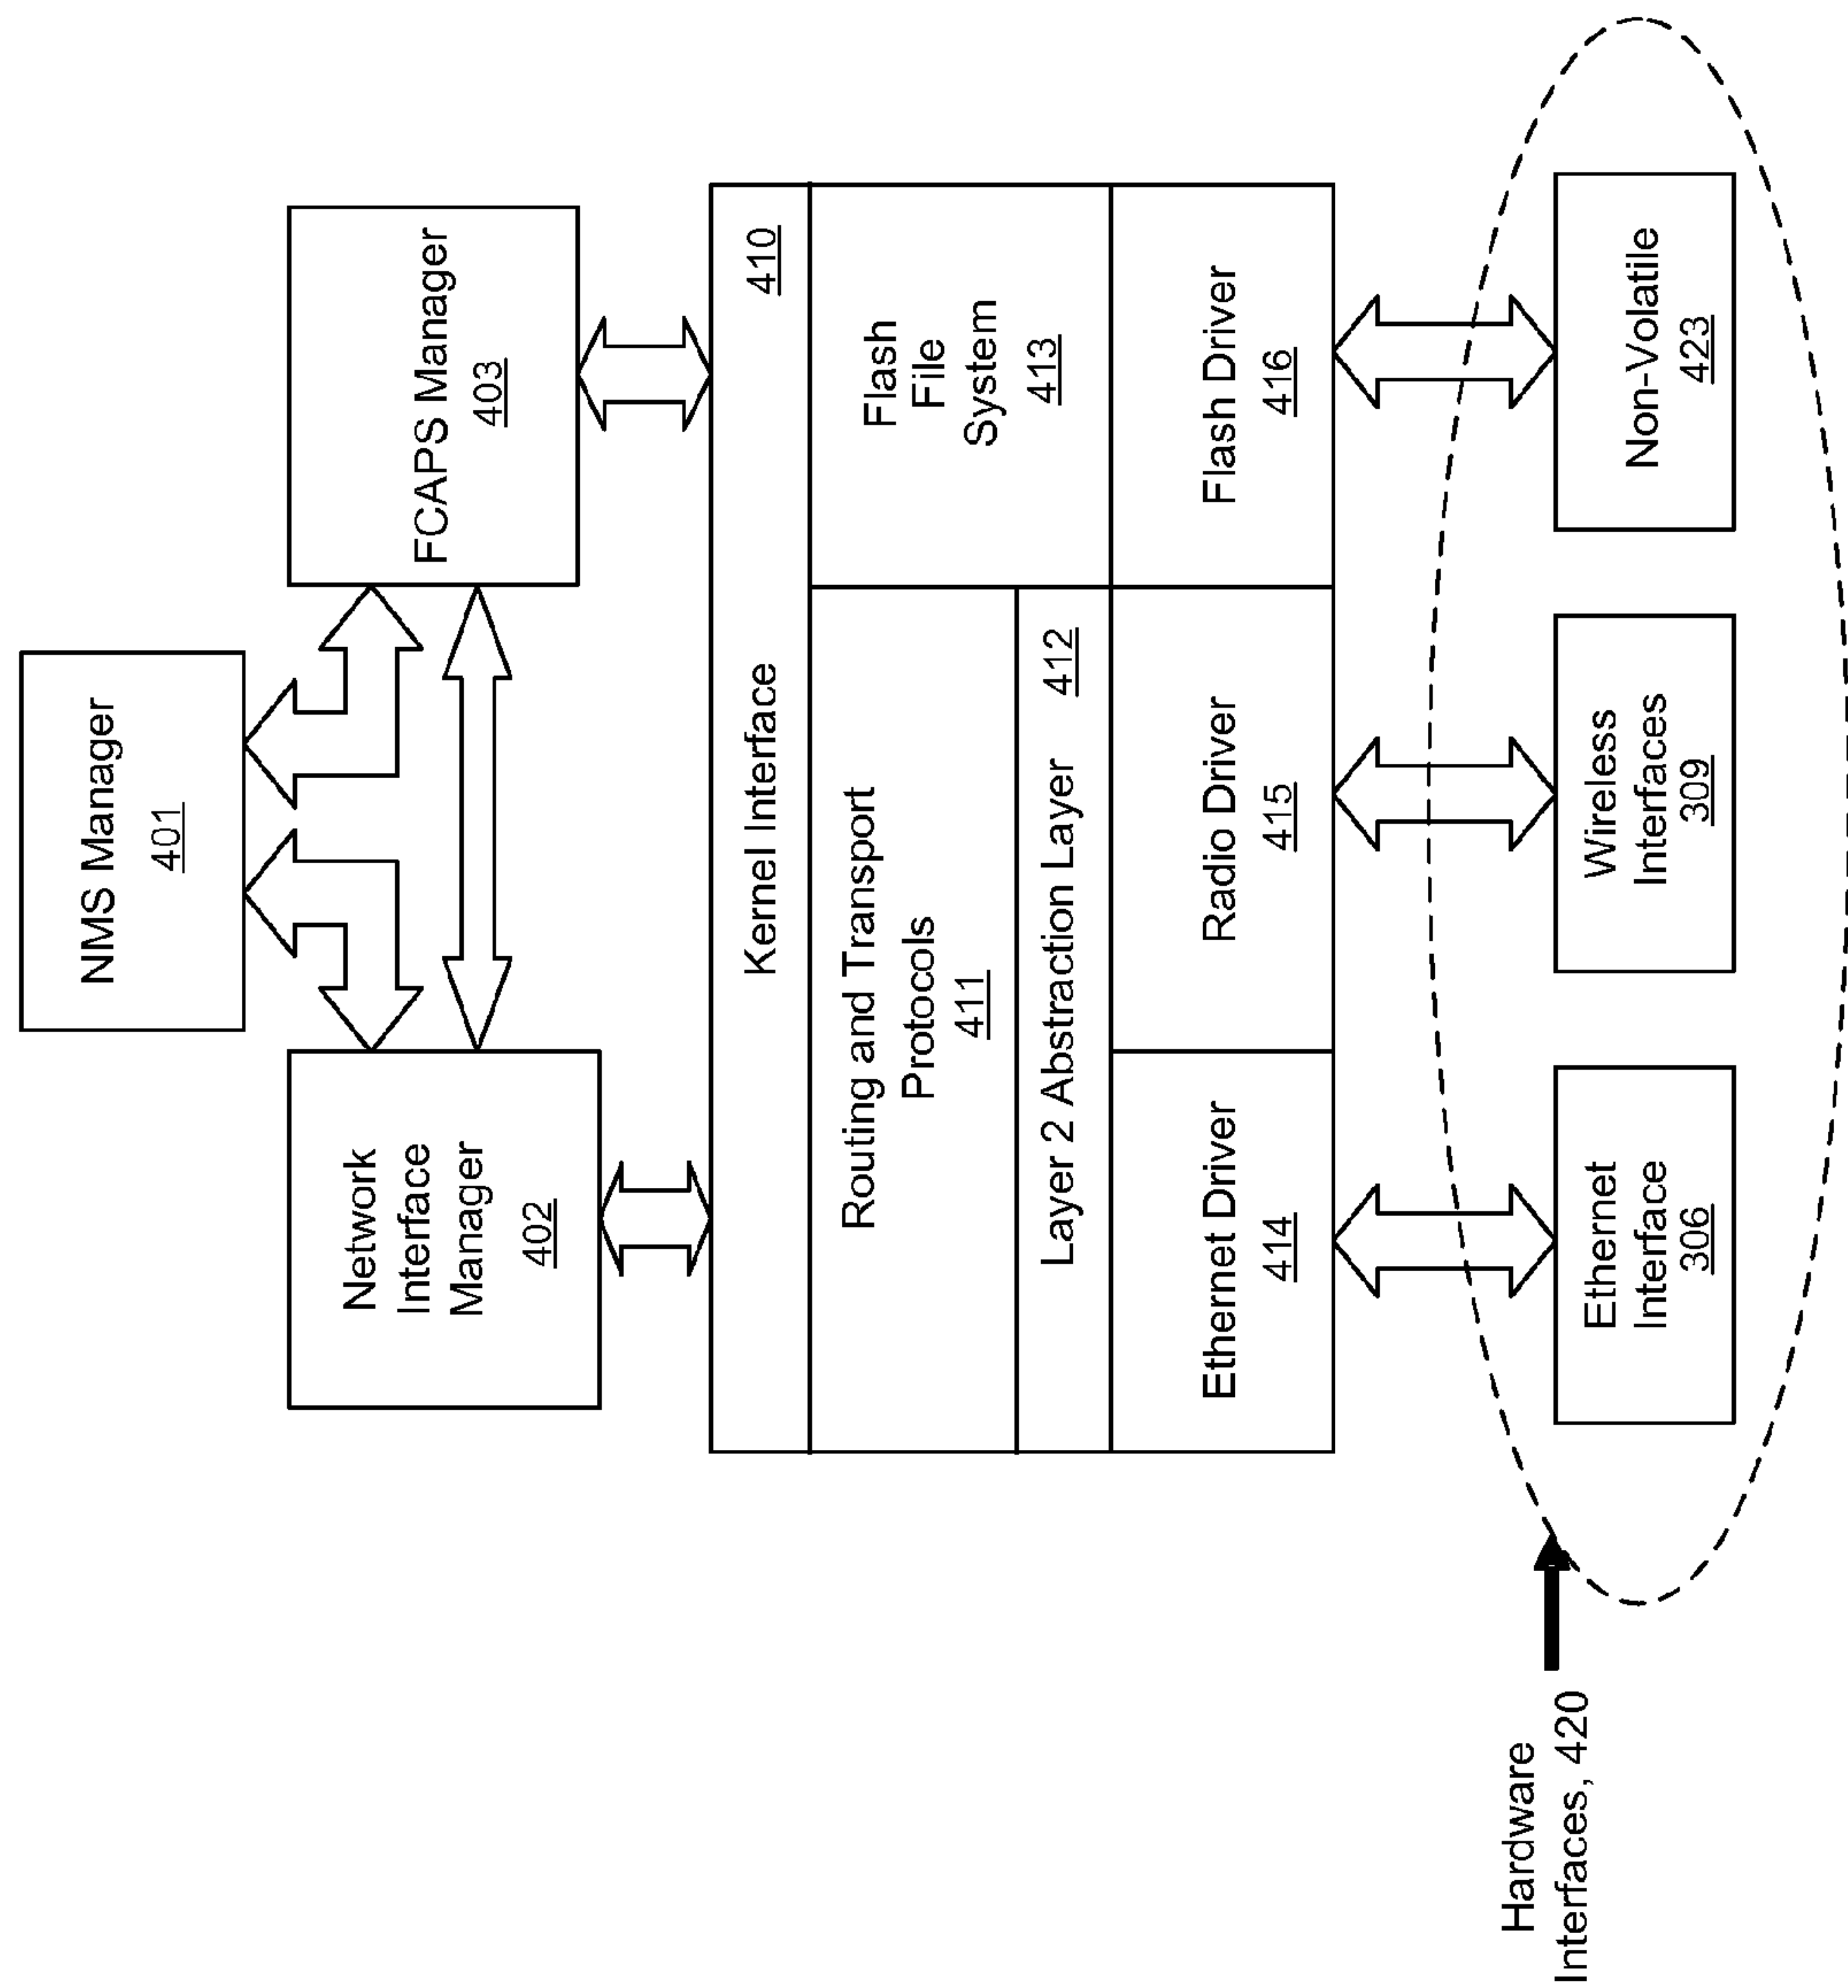 NMS Manager
401
Network
Interface
Manager
402
FCAPS Manager
403
Kernel Interface
410
Routing and Transport
Protocols
411
Flash
File
System
413
Layer 2 Abstraction Layer
412
Ethernet Driver
414
Radio Driver
415
Flash Driver
416
Hardware
Interfaces, 420
Ethernet
Interface
306
Wireless
Interfaces
309
Non-Volatile
423